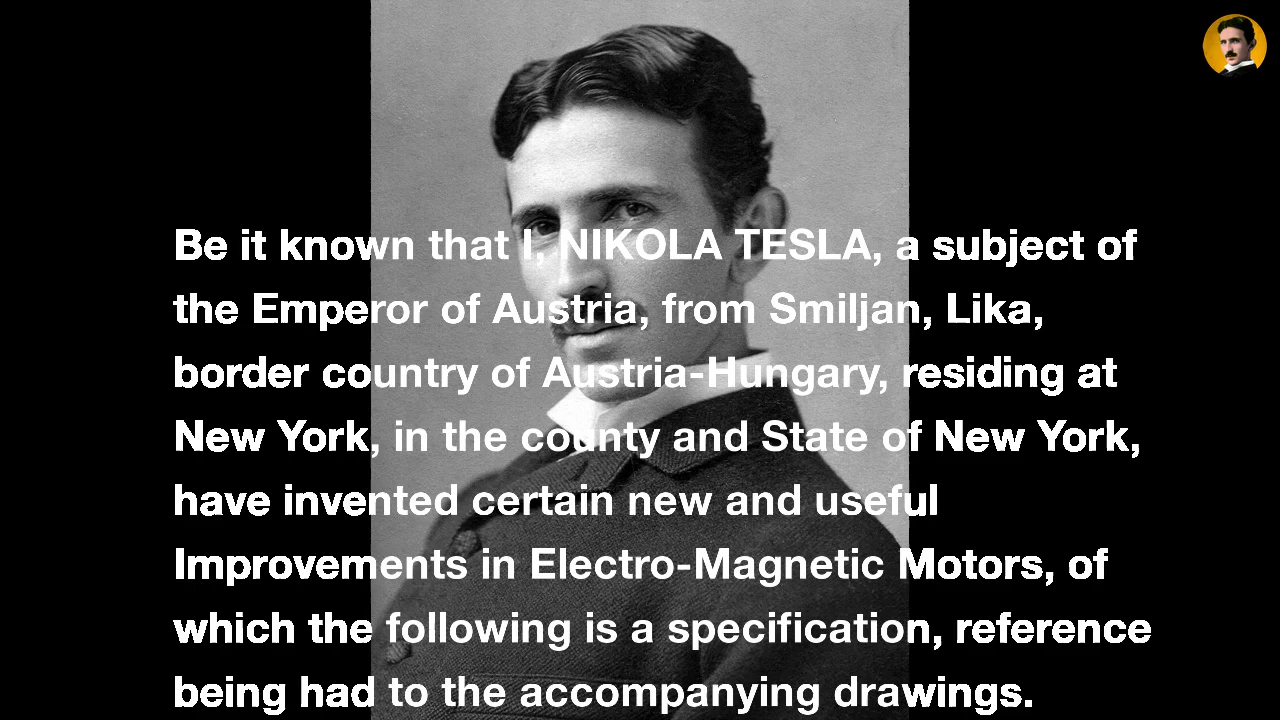 Be it known that I, NIKOLA TESLA, a subject of
the Emperor of Austria, from Smiljan, Lika,
border country of Austria-Hungary, residing at
New York, in the county and State of New York,
have invented certain new and useful
Improvements in Electro-Magnetic Motors, of
which the following is a specification, reference
being had to the accompanying drawings.